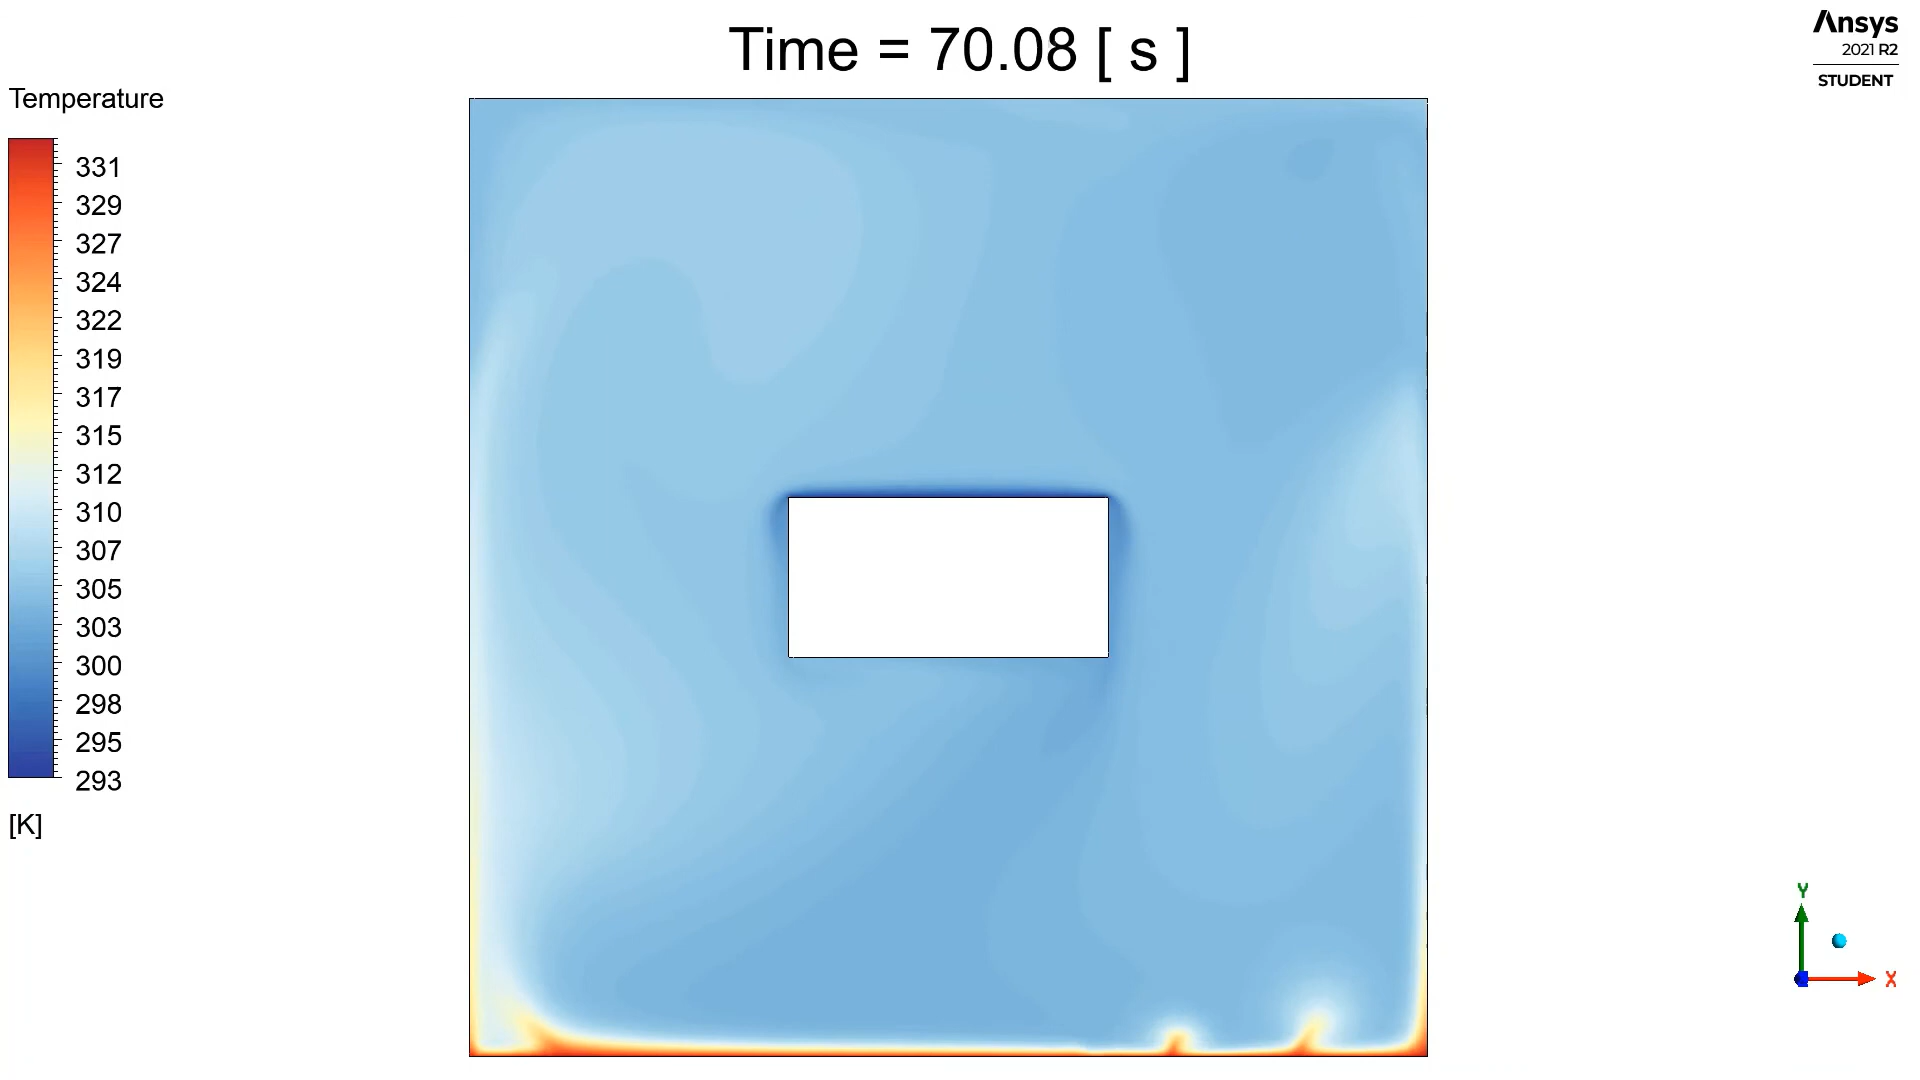 Time = 70.08 [ s ]
Ansys
2021 R2
STUDENT
Temperature
331
329
327
324
322
319
317
315
312
310
307
305
303
300
298
295
293
[K]
Y
X